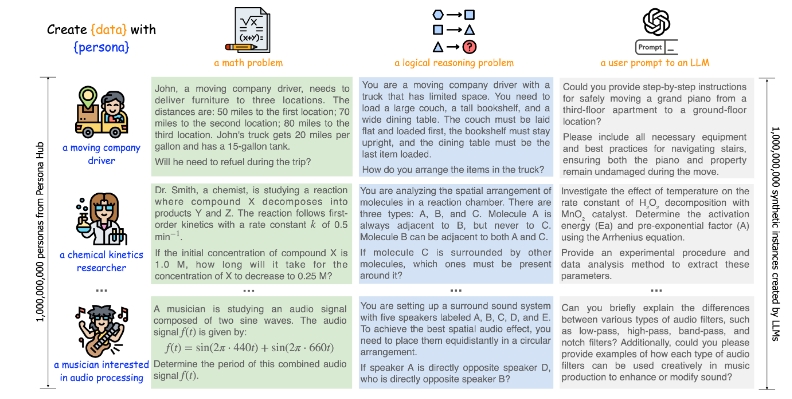 Create {data} with
{persona}
√x
(x+y)=
Prompt
a math problem
a logical reasoning problem
a user prompt to an LLM
1,000,000,000 personas from Persona Hub
a moving company
driver
John, a moving company driver, needs to
deliver furniture to three locations. The
distances are: 50 miles to the first location; 70
miles to the second location; 80 miles to the
third location. John's truck gets 20 miles per
gallon and has a 15-gallon tank.
Will he need to refuel during the trip?
You are a moving company driver with a
truck that has limited space. You need to
load a large couch, a tall bookshelf, and a
wide dining table. The couch must be laid
flat and loaded first, the bookshelf must stay
upright, and the dining table must be the
last item loaded.
How do you arrange the items in the truck?
Could you provide step-by-step instructions
for safely moving a grand piano from a
third-floor apartment to a ground-floor
location?
Please include all necessary equipment
and best practices for navigating stairs,
ensuring both the piano and property
remain undamaged during the move.
a chemical kinetics
researcher
Dr. Smith, a chemist, is studying a reaction
where compound X decomposes into
products Y and Z. The reaction follows first-
order kinetics with a rate constant k of 0.5
min⁻¹.
If the initial concentration of compound X is
1.0 M, how long will it take for the
concentration of X to decrease to 0.25 M?
You are analyzing the spatial arrangement of
molecules in a reaction chamber. There are
three types: A, B, and C. Molecule A is
always adjacent to B, but never to C.
Molecule B can be adjacent to both A and C.
If molecule C is surrounded by other
molecules, which ones must be present
around it?
Investigate the effect of temperature on the
rate constant of H₂O₂ decomposition with
MnO₂ catalyst. Determine the activation
energy (Ea) and pre-exponential factor (A)
using the Arrhenius equation.
Provide an experimental procedure and
data analysis method to extract these
parameters.
...
...
...
...
a musician interested
in audio processing
A musician is studying an audio signal
composed of two sine waves. The audio
signal f(t) is given by:
f(t) = sin(2π · 440t) + sin(2π · 660t)
Determine the period of this combined audio
signal f(t).
You are setting up a surround sound system
with five speakers labeled A, B, C, D, and E.
To achieve the best spatial audio effect, you
need to place them equidistantly in a circular
arrangement.
If speaker A is directly opposite speaker D,
who is directly opposite speaker B?
Can you briefly explain the differences
between various types of audio filters, such
as low-pass, high-pass, band-pass, and
notch filters? Additionally, could you please
provide examples of how each type of audio
filters can be used creatively in music
production to enhance or modify sound?
1,000,000,000 synthetic instances created by LLMs